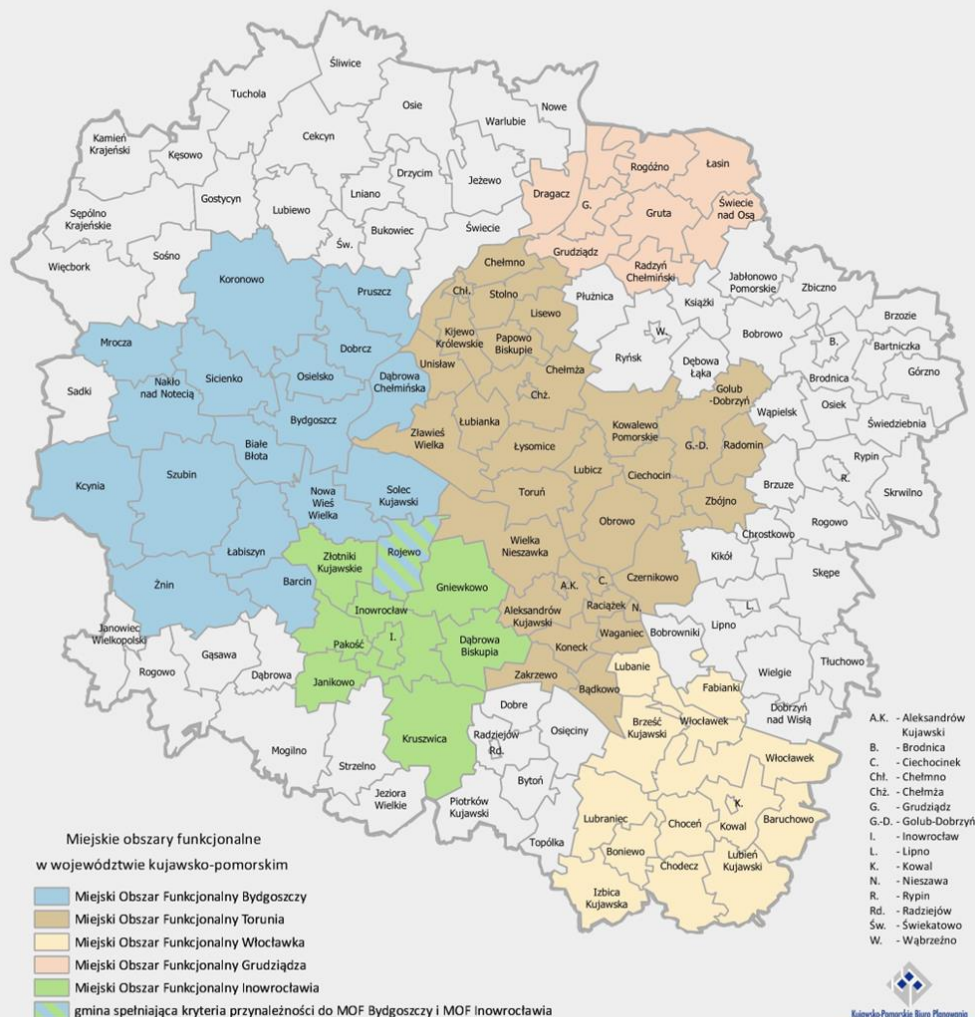 Śliwice
Tuchola
Osie
Nowe
Warlubie
Kamień
Krajeński
Kęsowo
Cekcyn
Drzycim
Jeżewo
Rogóźno
Łasin
Dragacz
G.
Gostycyn
Lniano
Lubiewo
Bukowiec
Sępólno
Krajeńskie
Św.
Świecie
Gruta
Świecie
nad Osą
Więcbork
Sośno
Grudziądz
Radzyń
Chełmiński
Chełmno
Koronowo
Pruszcz
Chł.
Stolno
Lisewo
Płużnica
Książki
Jabłonowo
Pomorskie
Zbiczno
Brzozie
Mrocza
Dobrcz
Kijewo
Królewskie
Papowo
Biskupie
W.
Bobrowo
B.
Bartniczka
Ryńsk
Dębowa
Łąka
Górzno
Sadki
Nakło
nad Notecią
Sicienko
Osielsko
Dąbrowa
Chełmińska
Unisław
Chełmża
Brodnica
Chż.
Golub
-Dobrzyń
Wąpielsk
Osiek
Świedziebnia
Bydgoszcz
Zławieś
Wielka
Łubianka
Łysomice
Kowalewo
Pomorskie
G.-D.
Radomin
Białe
Błota
Rypin
R.
Kcynia
Szubin
Lubicz
Ciechocin
Brzuze
Skrwilno
Nowa
Wieś
Wielka
Solec
Kujawski
Toruń
Zbójno
Obrowo
Rogowo
Chrostkowo
Łabiszyn
Rojewo
Wielka
Nieszawka
Kikół
Skępe
Złotniki
Kujawskie
Żnin
Barcin
Gniewkowo
A.K.
C.
Czernikowo
Inowrocław
Aleksandrów
Kujawski
Raciążek
N.
L.
Lipno
Janowiec
Wielkopolski
Gąsawa
Pakość
I.
Dąbrowa
Biskupia
Waganiec
Bobrowniki
Koneck
Rogowo
Dąbrowa
Janikowo
Zakrzewo
Bądkowo
Lubanie
Wielgie
Tłuchowo
Fabianki
Dobre
Dobrzyń
nad Wisłą
Mogilno
Strzelno
Kruszwica
Radziejów
Rd.
Osięciny
Brześć
Kujawski
Włocławek
Włocławek
Bytoń
Jeziora
Wielkie
Piotrków
Kujawski
Topólka
Lubraniec
Choceń
K.
Kowal
Baruchowo
Boniewo
Chodecz
Lubień
Kujawski
Izbica
Kujawska
A.K. - Aleksandrów
Kujawski
B. - Brodnica
C. - Ciechocinek
Chł. - Chełmno
Chż. - Chełmża
G. - Grudziądz
G.-D. - Golub-Dobrzyń
I. - Inowrocław
L. - Lipno
K. - Kowal
N. - Nieszawa
R. - Rypin
Rd. - Radziejów
Św. - Świekatowo
W. - Wąbrzeźno
Miejskie obszary funkcjonalne
w województwie kujawsko-pomorskim
Miejski Obszar Funkcjonalny Bydgoszczy
Miejski Obszar Funkcjonalny Torunia
Miejski Obszar Funkcjonalny Włocławka
Miejski Obszar Funkcjonalny Grudziądza
Miejski Obszar Funkcjonalny Inowrocławia
gmina spełniająca kryteria przynależności do MOF Bydgoszczy i MOF Inowrocławia
Kujawsko-Pomorskie Biuro Planowania